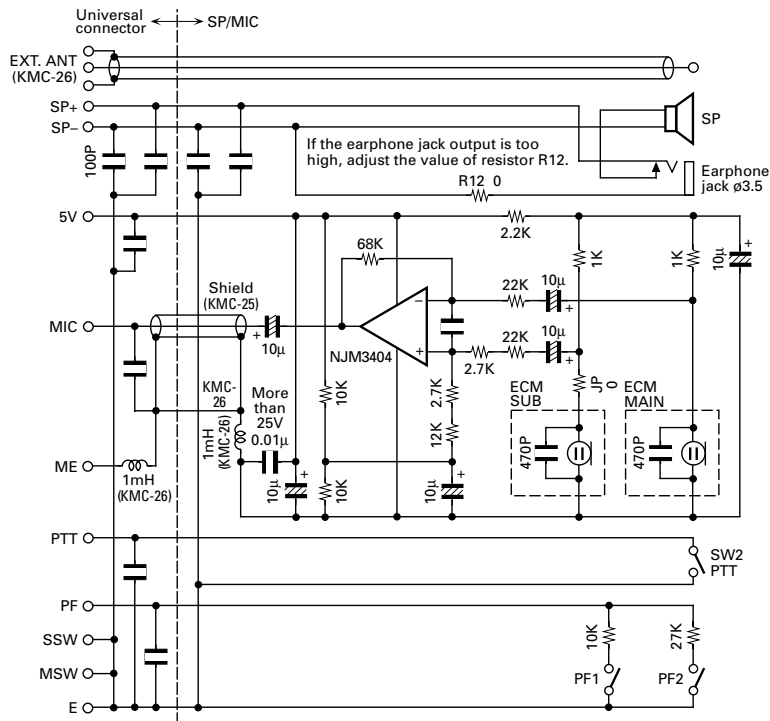 Universal
connector
SP/MIC
EXT. ANT
(KMC-26)
SP+
SP–
100P
SP
If the earphone jack output is too
high, adjust the value of resistor R12.
R12 0
Earphone
jack ø3.5
5V
2.2K
68K
1K
1K
10µ
+
Shield
(KMC-25)
22K
10µ
+
–
MIC
+
10µ
NJM3404
+
22K
10µ
+
2.7K
JP
0
KMC-
26
More
than
25V
0.01µ
10K
2.7K
12K
ECM
SUB
ECM
MAIN
470P
470P
1mH
(KMC-26)
ME
1mH
(KMC-26)
10µ
+
10K
10µ
+
PTT
SW2
PTT
PF
10K
27K
SSW
MSW
PF1
PF2
E